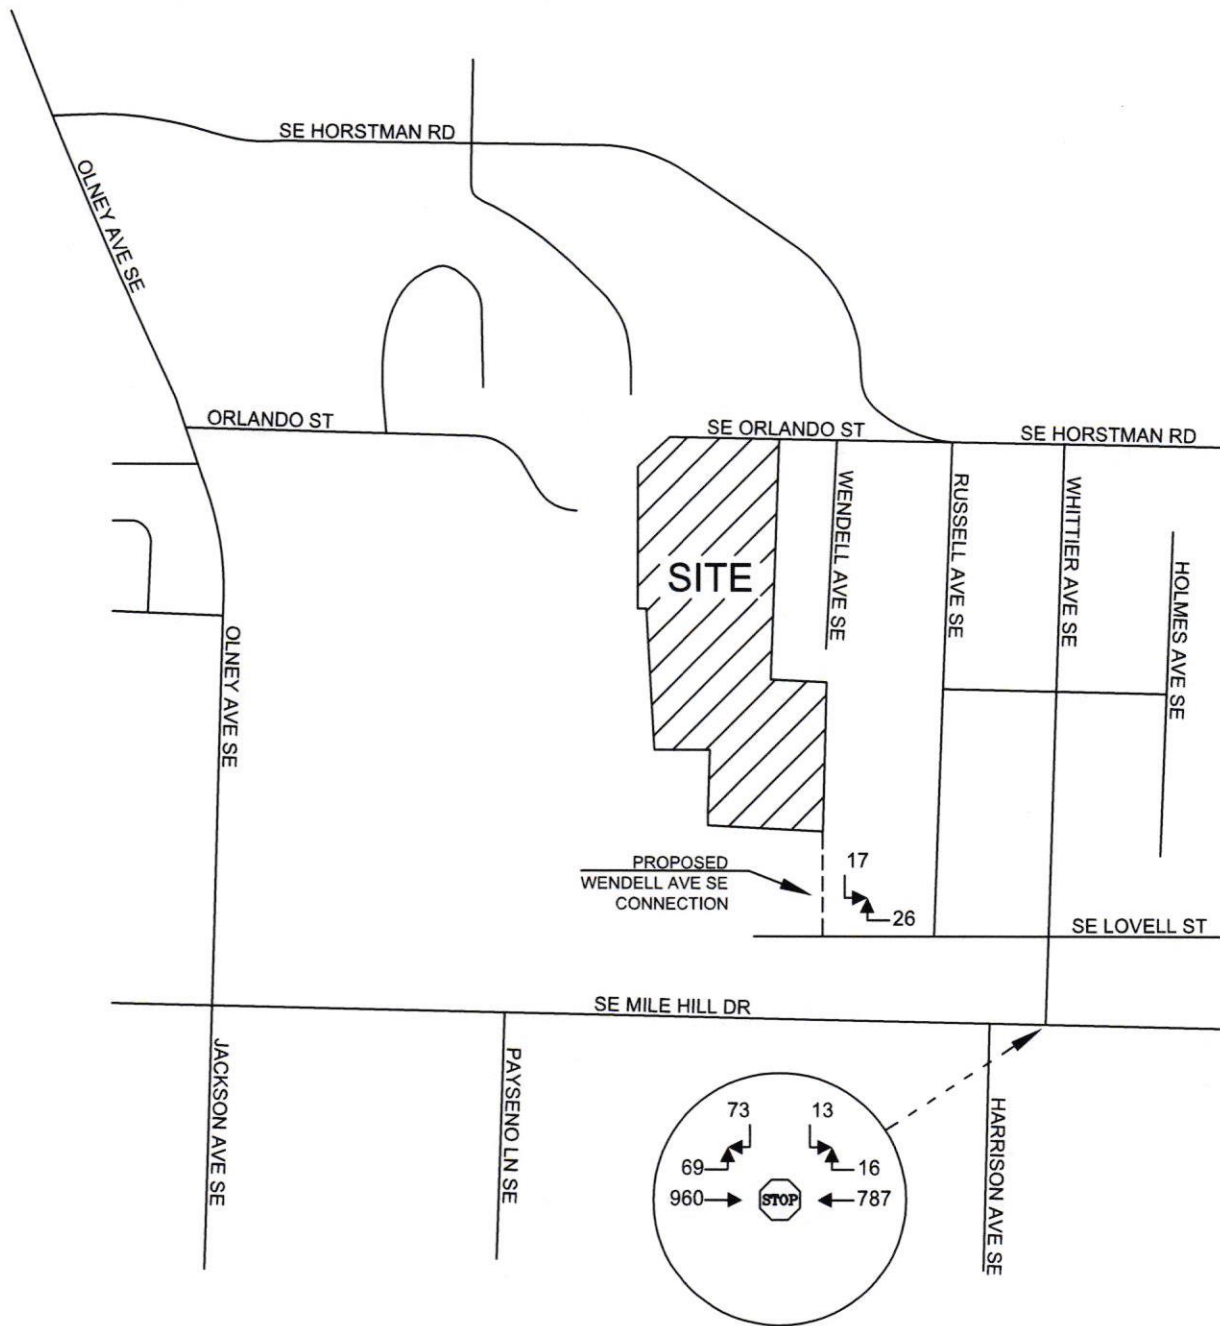 SE HORSTMAN RD
OLNEY AVE SE
ORLANDO ST
SE ORLANDO ST
SE HORSTMAN RD
WENDELL AVE SE
RUSSELL AVE SE
WHITTIER AVE SE
HOLMES AVE SE
SITE
OLNEY AVE SE
PROPOSED
WENDELL AVE SE
CONNECTION
17
26
SE LOVELL ST
SE MILE HILL DR
JACKSON AVE SE
PAYSENO LN SE
HARRISON AVE SE
73
13
69
16
960
STOP
787